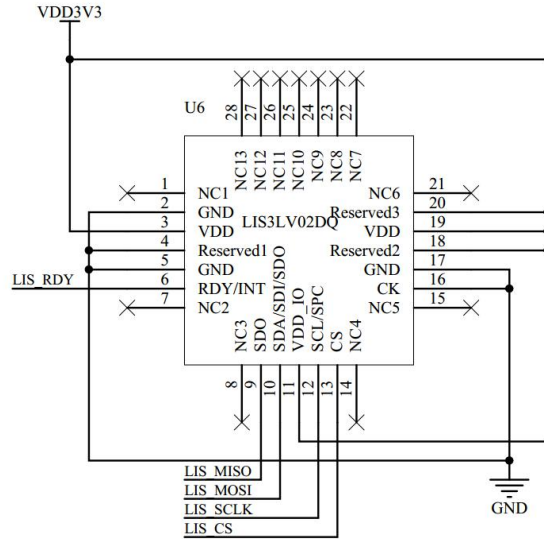 VDD3V3
U6
28 27 26 25 24 23 22
NC13 NC12 NC11 NC10 NC9 NC8 NC7
LIS3LV02DQ
1 NC1
2 GND
3 VDD
4 Reserved1
5 GND
LIS_RDY 6 RDY/INT
7 NC2
NC6 21
Reserved3 20
VDD 19
Reserved2 18
GND 17
CK 16
NC5 15
NC3 SDO SDA/SDI/SDO VDD_IO SCL/SPC CS NC4
8 9 10 11 12 13 14
LIS_MISO
LIS_MOSI
LIS_SCLK
LIS_CS
GND